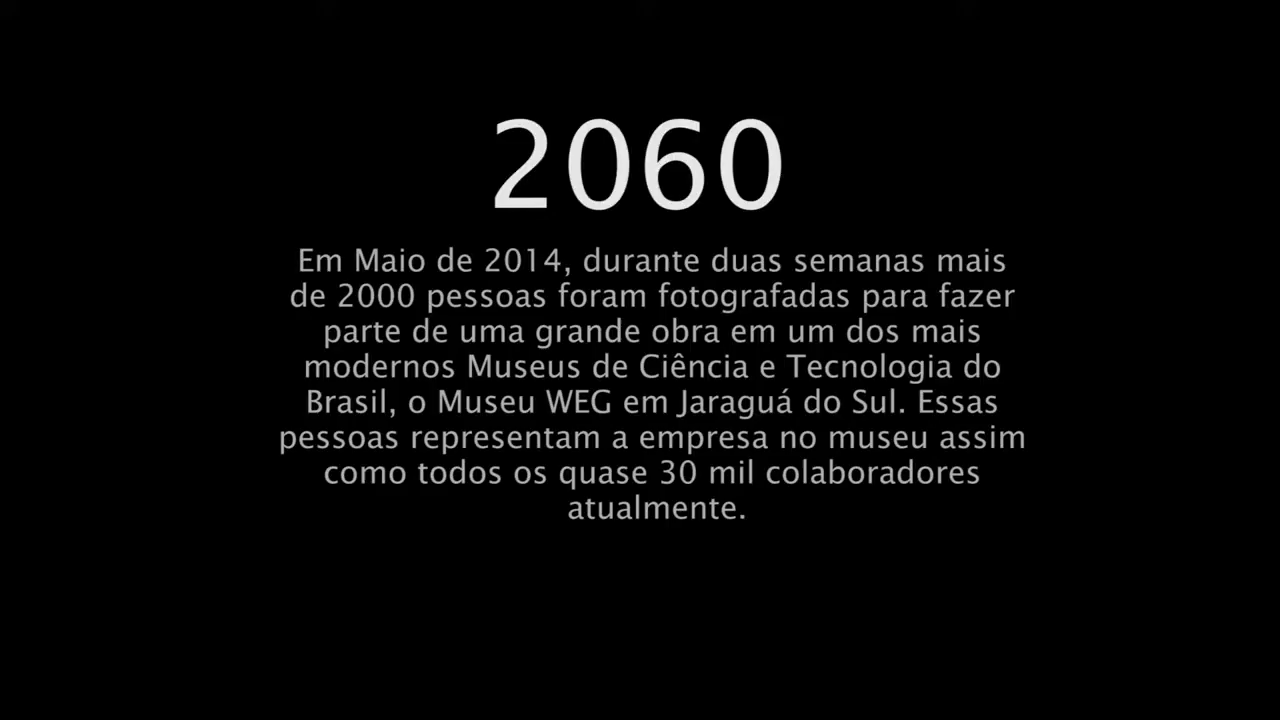 2060
Em Maio de 2014, durante duas semanas mais
de 2000 pessoas foram fotografadas para fazer
parte de uma grande obra em um dos mais
modernos Museus de Ciência e Tecnologia do
Brasil, o Museu WEG em Jaraguá do Sul. Essas
pessoas representam a empresa no museu assim
como todos os quase 30 mil colaboradores
atualmente.